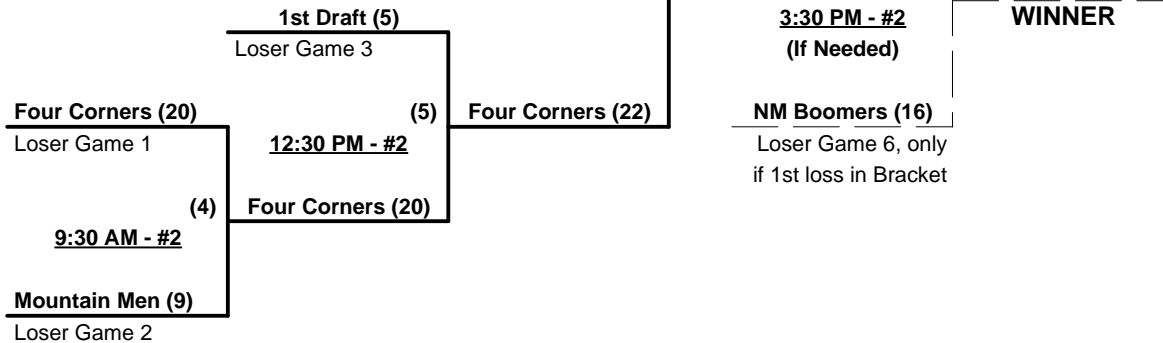 1st Draft (5)
Loser Game 3
3:30 PM - #2
(If Needed)
WINNER
Four Corners (20)
Loser Game 1
(5)
12:30 PM - #2
Four Corners (22)
NM Boomers (16)
Loser Game 6, only
if 1st loss in Bracket
(4)
9:30 AM - #2
Four Corners (20)
Mountain Men (9)
Loser Game 2